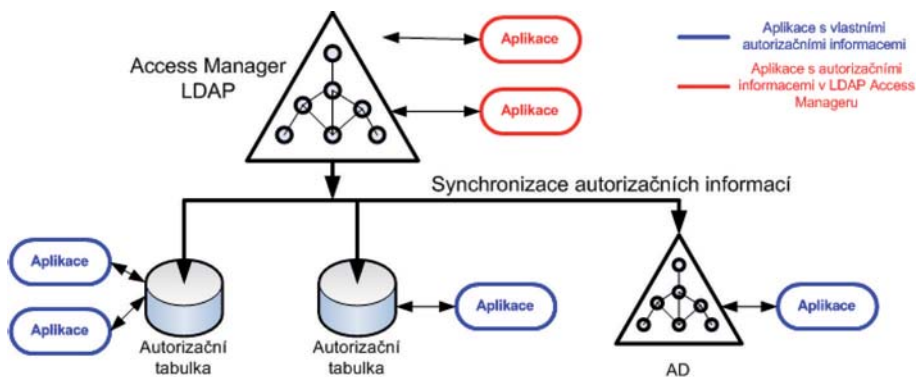 Access Manager
LDAP
Aplikace
Aplikace
Aplikace s vlastními
autorizačními informacemi
Aplikace s autorizačními
informacemi v LDAP Access
Manageru
Synchronizace autorizačních informací
Aplikace
Aplikace
Autorizační
tabulka
Aplikace
Autorizační
tabulka
Aplikace
AD